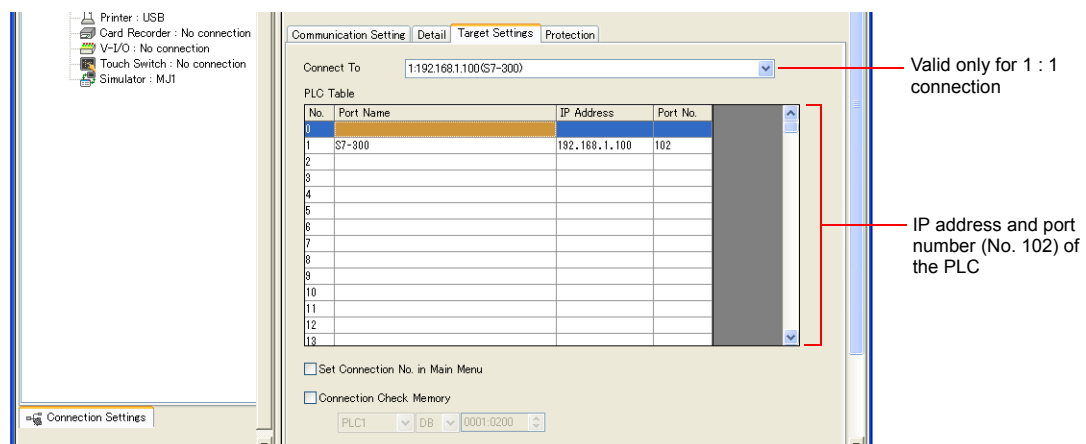 Printer : USB
Card Recorder : No connection
V-I/O : No connection
Touch Switch : No connection
Simulator : MJ1
Connection Settings
Communication Setting Detail Target Settings Protection
Connect To 1:192.168.1.100(S7-300)
PLC Table
No. Port Name IP Address Port No.
0
1 S7-300 192.168.1.100 102
2
3
4
5
6
7
8
9
10
11
12
13
Set Connection No. in Main Menu
Connection Check Memory
PLC1 DB 0001:0200
Valid only for 1 : 1
connection
IP address and port
number (No. 102) of
the PLC